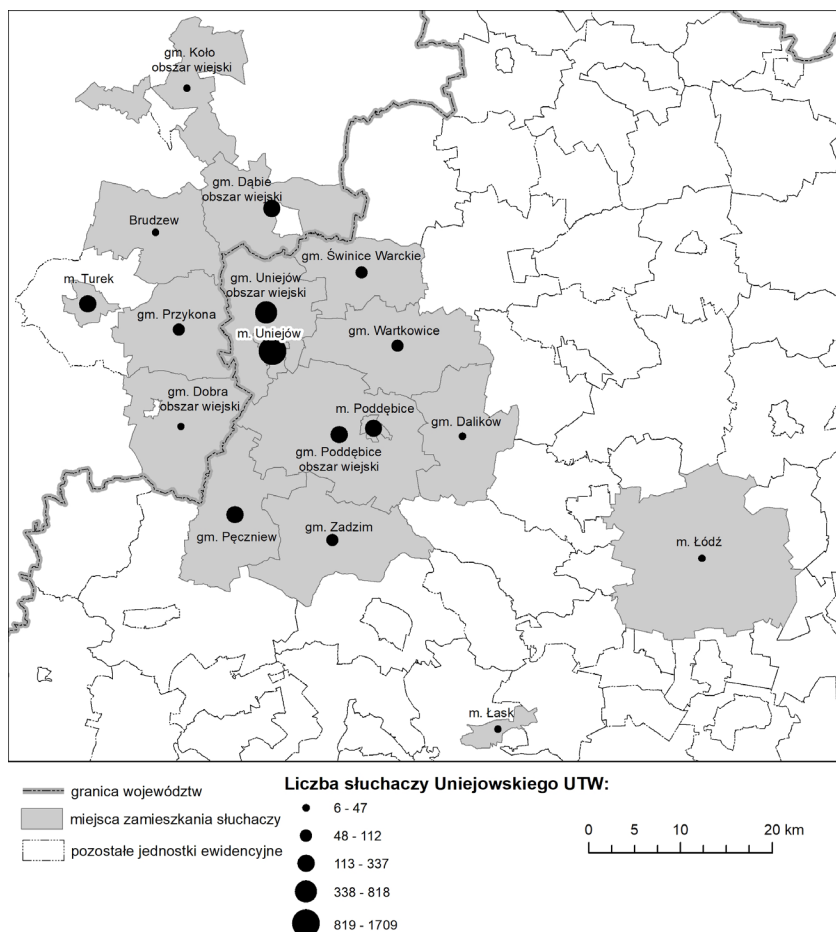 gm. Koło
obszar wiejski
gm. Dąbie
obszar wiejski
Brudzew
gm. Świnice Warckie
m. Turek
gm. Uniejów
obszar wiejski
gm. Przykona
m. Uniejów
gm. Wartkowice
gm. Dobra
obszar wiejski
m. Poddębice
gm. Dalików
gm. Poddębice
obszar wiejski
gm. Pęczniew
gm. Zadzim
m. Łódź
m. Łask
granica województw
miejsca zamieszkania słuchaczy
pozostałe jednostki ewidencyjne
Liczba słuchaczy Uniejowskiego UTW:
6 - 47
48 - 112
113 - 337
338 - 818
819 - 1709
0 5 10 20 km